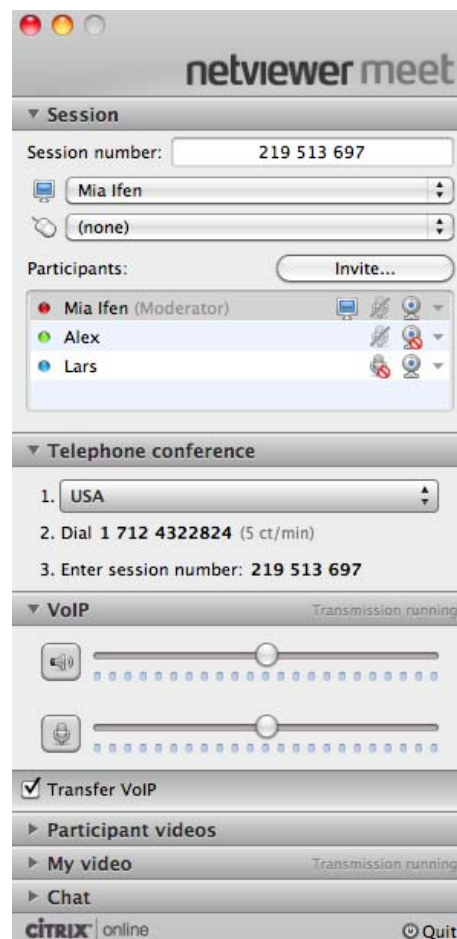 netviewer meet
Session
Session number: 219 513 697
Mia Ifen
(none)
Participants: Invite...
Mia Ifen (Moderator)
Alex
Lars
Telephone conference
1. USA
2. Dial 1 712 4322824 (5 ct/min)
3. Enter session number: 219 513 697
VoIP Transmission running
Transfer VoIP
Participant videos
My video Transmission running
Chat
CITRIX online Quit